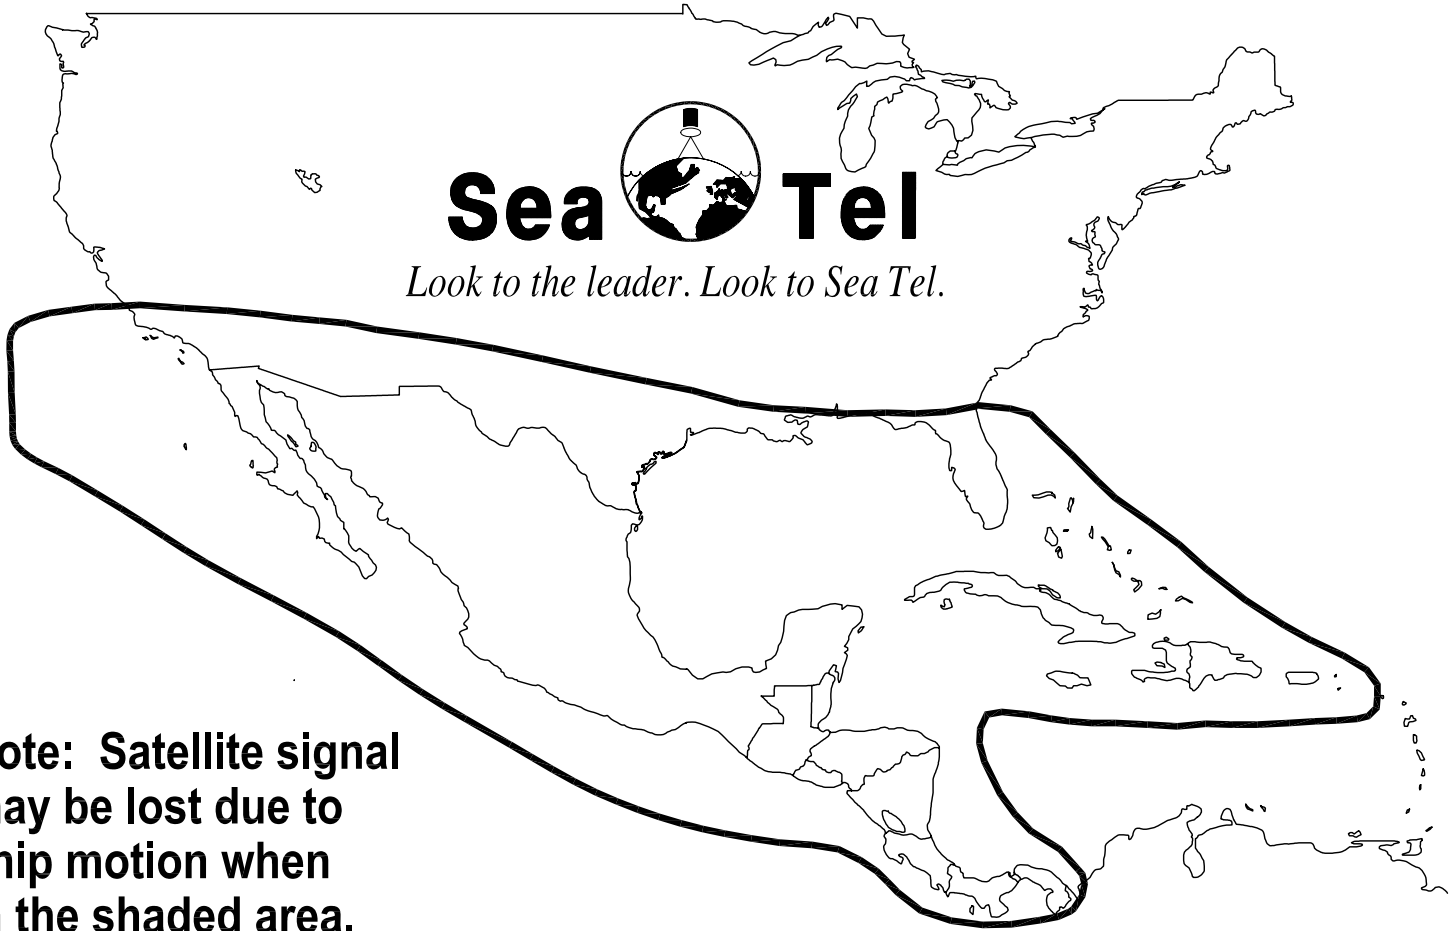 Sea Tel
Look to the leader. Look to Sea Tel.
ote: Satellite signal
ay be lost due to
hip motion when
the shaded area.